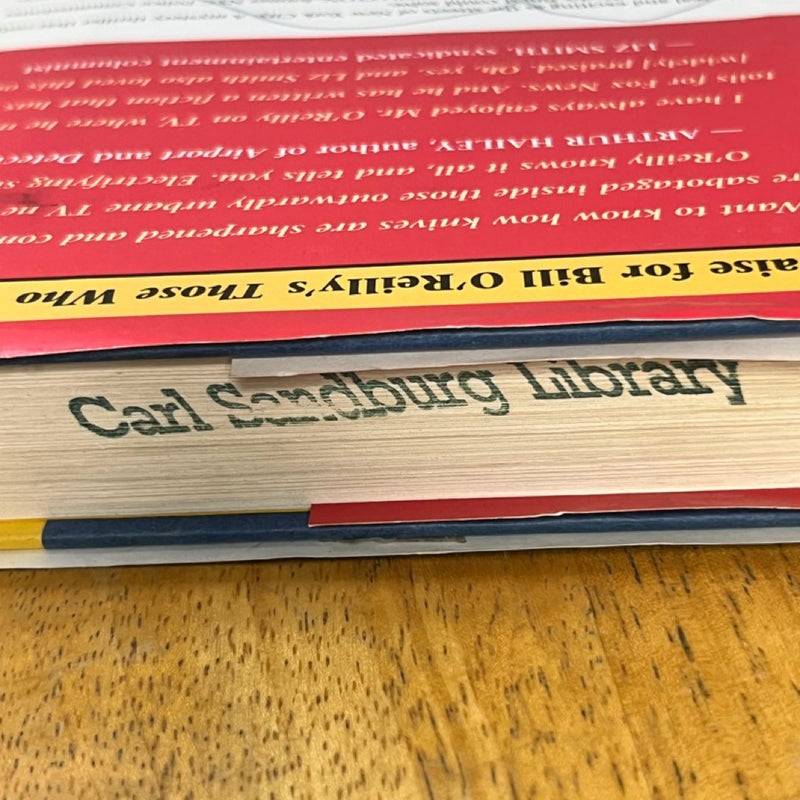 aise for Bill O'Reilly's Those Who
Want to know how knives are sharpened and con
re sabotaged inside those outwardly urbane TV ne
O'Reilly knows it all, and tells you. Electrifying s
— ARTHUR HAILEY, author of Airport and Detecti
I have always enjoyed Mr. O'Reilly on TV where he
tolls for Fox News. And he has written a fiction that has
[widely] praised. Oh, yes, and Liz Smith also loved this
— LIZ SMITH, syndicated entertainment columnist
Carl Sandburg Library